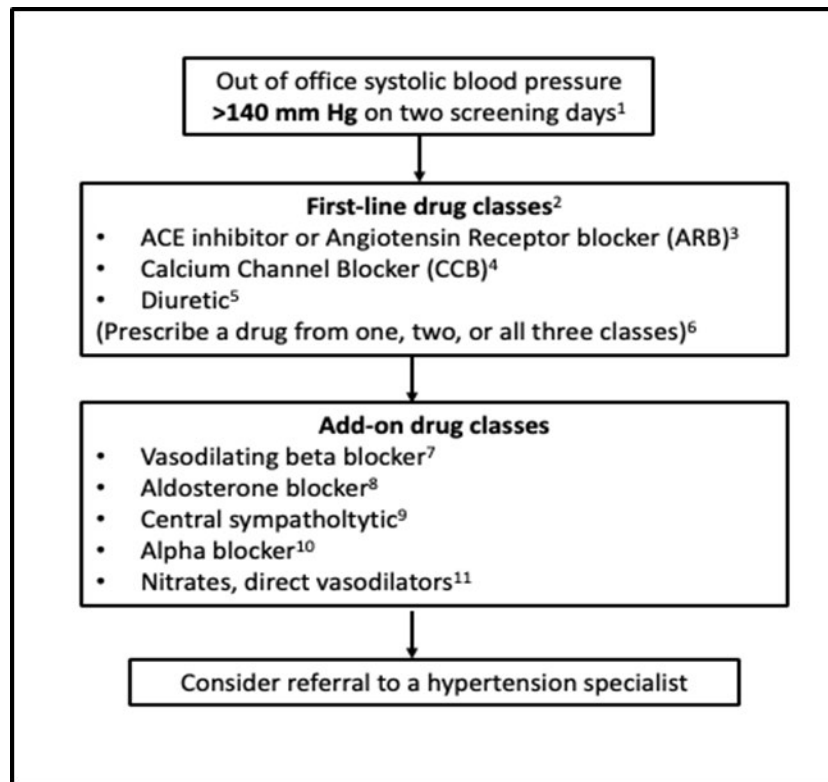 Out of office systolic blood pressure
>140 mm Hg on two screening days¹
First-line drug classes²
• ACE inhibitor or Angiotensin Receptor blocker (ARB)³
• Calcium Channel Blocker (CCB)⁴
• Diuretic⁵
(Prescribe a drug from one, two, or all three classes)⁶
Add-on drug classes
• Vasodilating beta blocker⁷
• Aldosterone blocker⁸
• Central sympatholtytic⁹
• Alpha blocker¹⁰
• Nitrates, direct vasodilators¹¹
Consider referral to a hypertension specialist